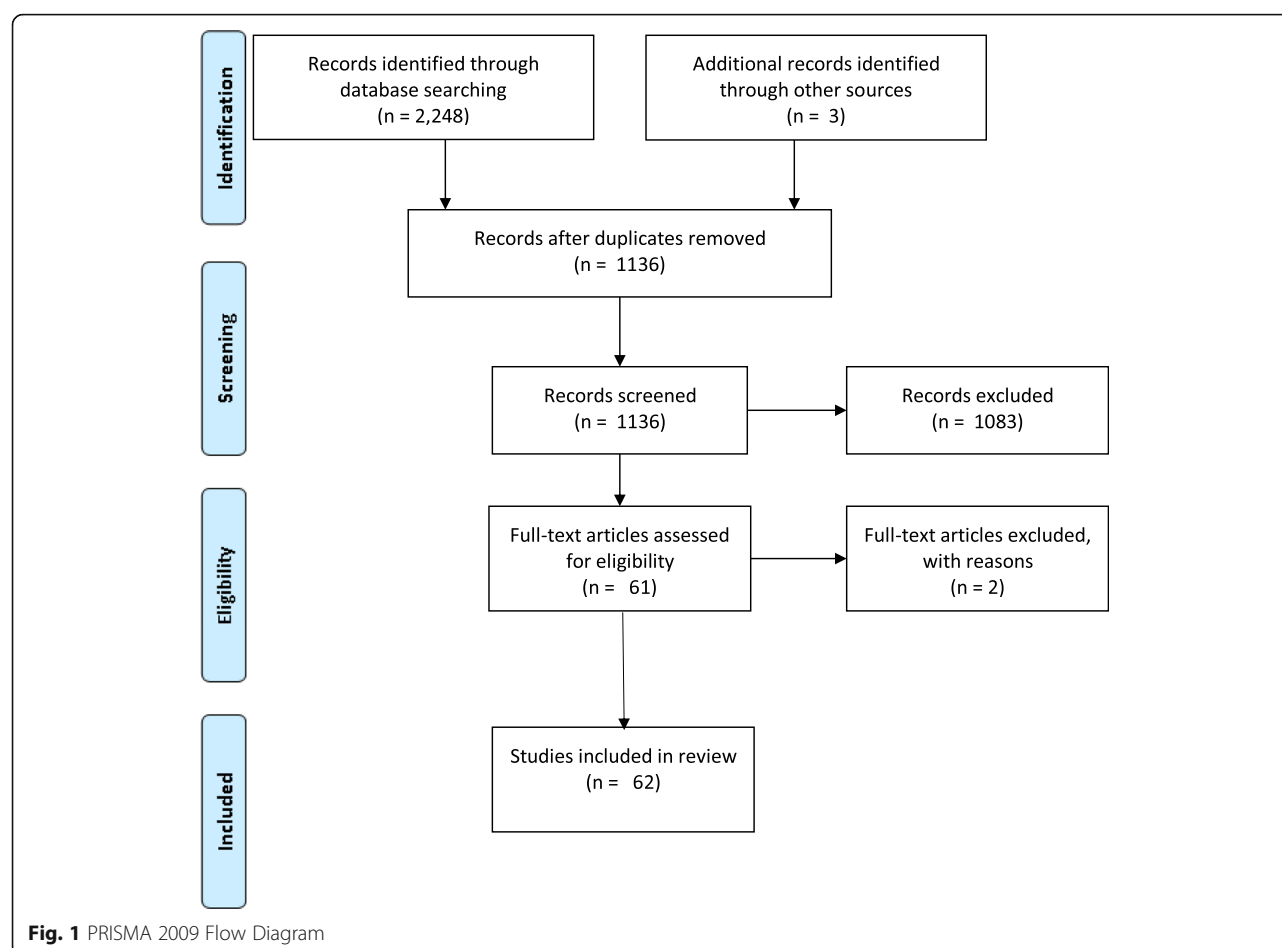 Identification
Records identified through
database searching
(n = 2,248)
Additional records identified
through other sources
(n = 3)
Records after duplicates removed
(n = 1136)
Screening
Records screened
(n = 1136)
Records excluded
(n = 1083)
Eligibility
Full-text articles assessed
for eligibility
(n = 61)
Full-text articles excluded,
with reasons
(n = 2)
Included
Studies included in review
(n = 62)
Fig. 1 PRISMA 2009 Flow Diagram